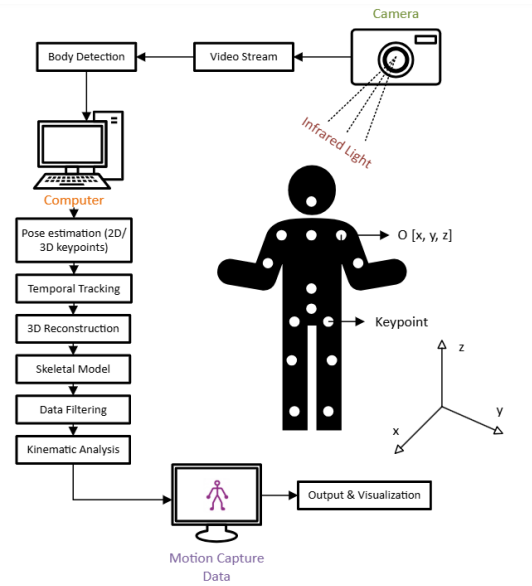 Camera
Body Detection
Video Stream
Infrared Light
Computer
Pose estimation (2D/
3D keypoints)
O [x, y, z]
Temporal Tracking
3D Reconstruction
Keypoint
Skeletal Model
z
Data Filtering
y
x
Kinematic Analysis
Output & Visualization
Motion Capture
Data